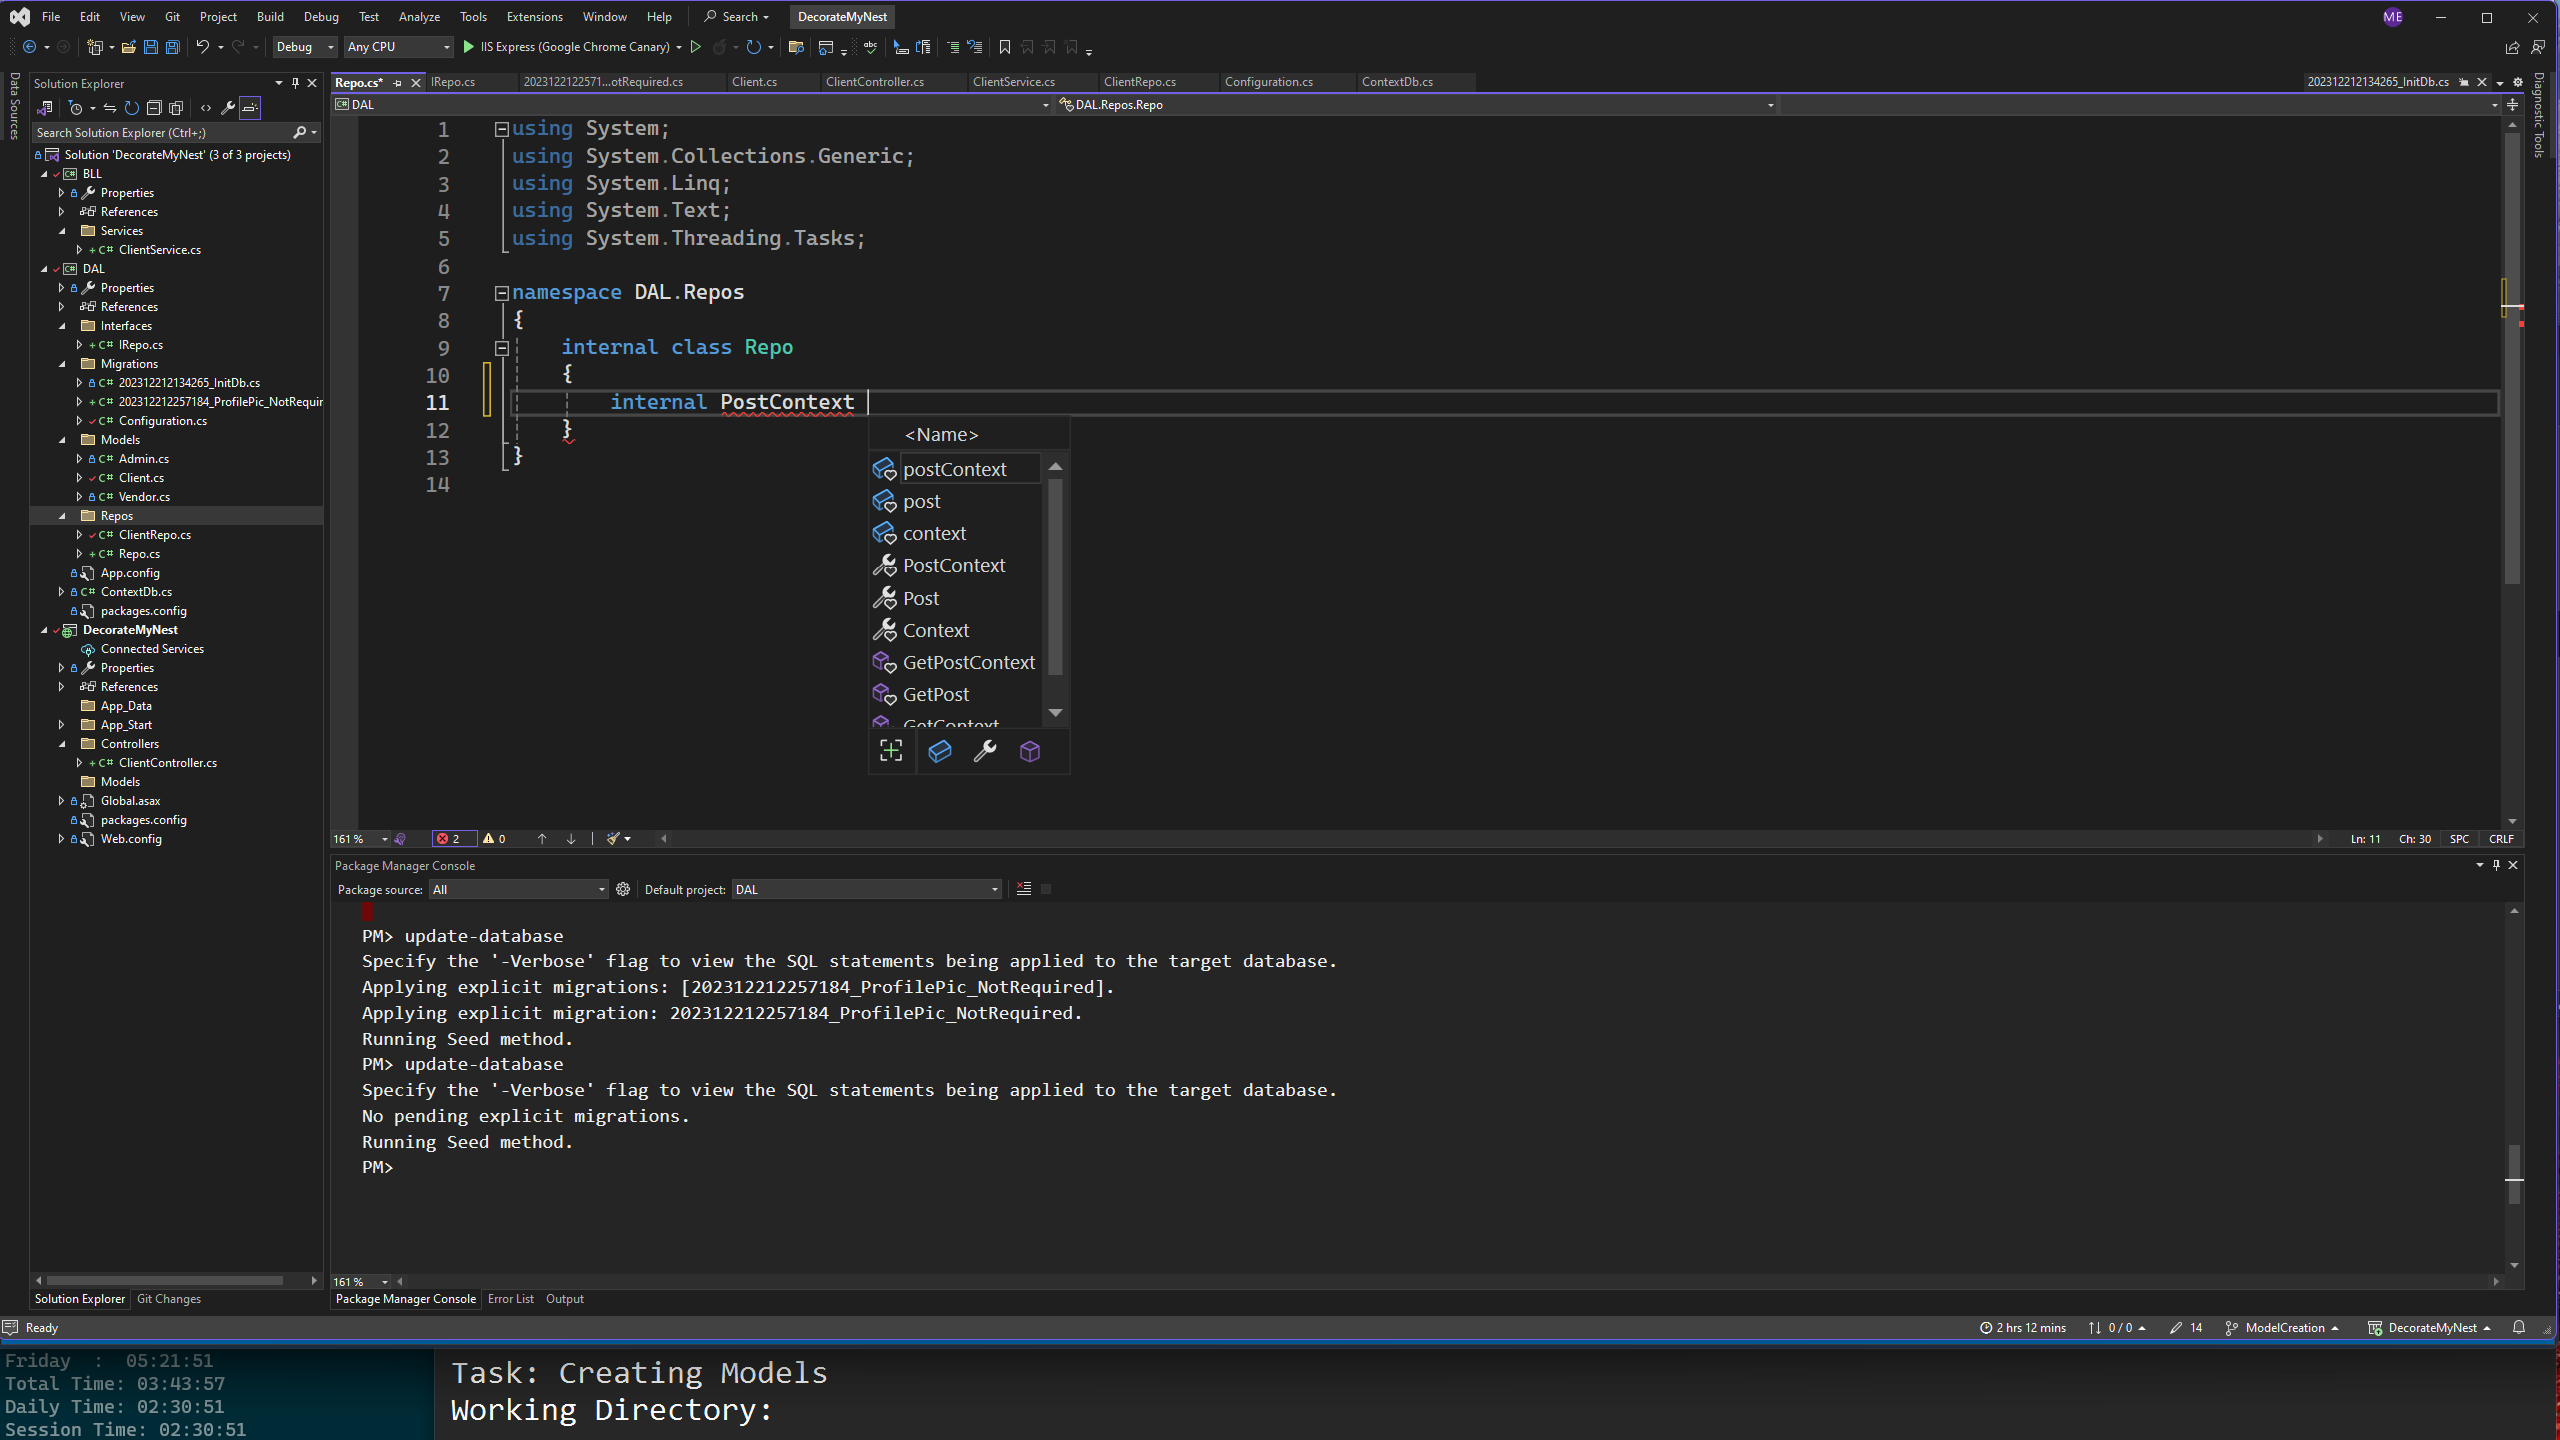 File Edit View Git Project Build Debug Test Analyze Tools Extensions Window Help Search DecorateMyNest ME
Debug Any CPU IIS Express (Google Chrome Canary)
Data Sources
Solution Explorer
Search Solution Explorer (Ctrl+;)
Solution 'DecorateMyNest' (3 of 3 projects)
BLL
Properties
References
Services
C# ClientService.cs
DAL
Properties
References
Interfaces
C# IRepo.cs
Migrations
C# 202312212134265_InitDb.cs
C# 202312212257184_ProfilePic_NotRequir
C# Configuration.cs
Models
C# Admin.cs
C# Client.cs
C# Vendor.cs
Repos
C# ClientRepo.cs
C# Repo.cs
App.config
C# ContextDb.cs
packages.config
DecorateMyNest
Connected Services
Properties
References
App_Data
App_Start
Controllers
C# ClientController.cs
Models
Global.asax
packages.config
Web.config
Solution Explorer Git Changes
Repo.cs* IRepo.cs 2023122122571...otRequired.cs Client.cs ClientController.cs ClientService.cs ClientRepo.cs Configuration.cs ContextDb.cs 202312212134265_InitDb.cs
DAL DAL.Repos.Repo
Diagnostic Tools
1 using System;
2 using System.Collections.Generic;
3 using System.Linq;
4 using System.Text;
5 using System.Threading.Tasks;
6
7 namespace DAL.Repos
8 {
9 internal class Repo
10 {
11 internal PostContext
12 }
13 }
14
<Name>
postContext
post
context
PostContext
Post
Context
GetPostContext
GetPost
GetContext
161 % 2 0 Ln: 11 Ch: 30 SPC CRLF
Package Manager Console
Package source: All Default project: DAL
PM> update-database
Specify the '-Verbose' flag to view the SQL statements being applied to the target database.
Applying explicit migrations: [202312212257184_ProfilePic_NotRequired].
Applying explicit migration: 202312212257184_ProfilePic_NotRequired.
Running Seed method.
PM> update-database
Specify the '-Verbose' flag to view the SQL statements being applied to the target database.
No pending explicit migrations.
Running Seed method.
PM>
161 %
Package Manager Console Error List Output
Ready 2 hrs 12 mins 0 / 0 14 ModelCreation DecorateMyNest
Friday : 05:21:51
Total Time: 03:43:57
Daily Time: 02:30:51
Session Time: 02:30:51
Task: Creating Models
Working Directory: